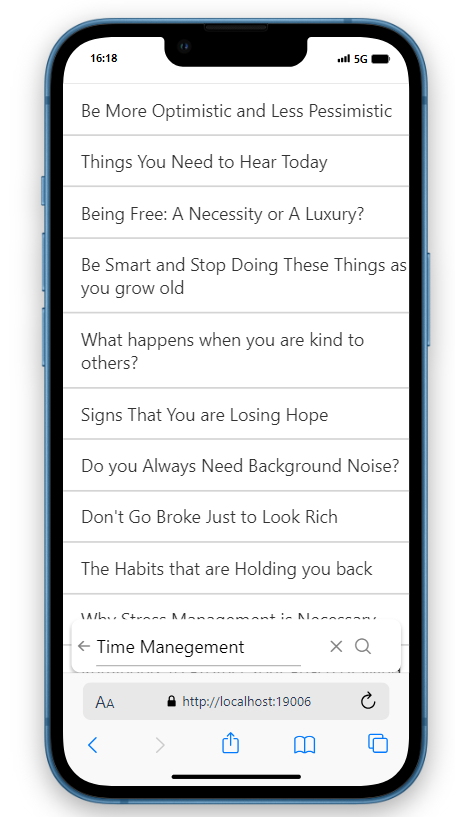 16:18
5G
Be More Optimistic and Less Pessimistic
Things You Need to Hear Today
Being Free: A Necessity or A Luxury?
Be Smart and Stop Doing These Things as
you grow old
What happens when you are kind to
others?
Signs That You are Losing Hope
Do you Always Need Background Noise?
Don't Go Broke Just to Look Rich
The Habits that are Holding you back
Why Stress Management is Necessary
Time Manegement
AA
http://localhost:19006